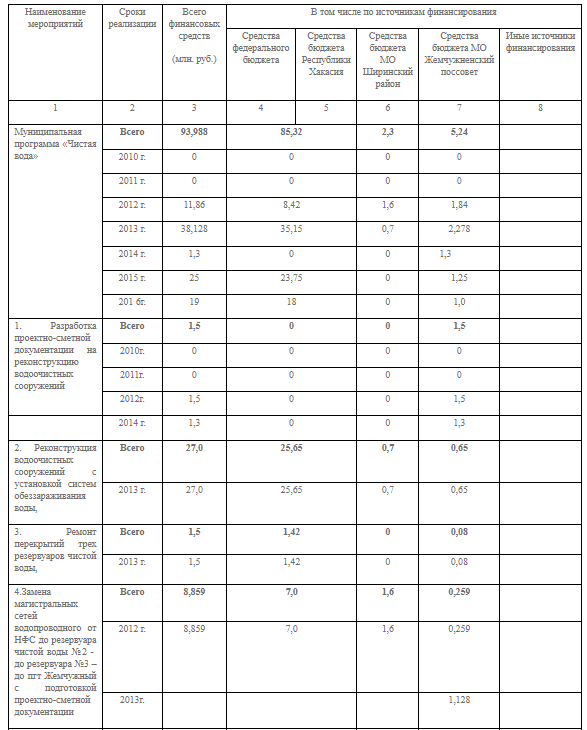 Наименование мероприятий
Сроки реализации
Всего финансовых средств (млн. руб.)
В том числе по источникам финансирования
Средства федерального бюджета
Средства бюджета Республики Хакасия
Средства бюджета МО Ширинский район
Средства бюджета МО Жемчужненский поссовет
Иные источники финансирования
1 2 3 4 5 6 7 8
Муниципальная программа «Чистая вода»
Всего 93,988 85,32 2,3 5,24
2010 г. 0 0 0 0
2011 г. 0 0 0 0
2012 г. 11,86 8,42 1,6 1,84
2013 г. 38,128 35,15 0,7 2,278
2014 г. 1,3 0 0 1,3
2015 г. 25 23,75 0 1,25
201 6г. 19 18 0 1,0
1. Разработка проектно-сметной документации на реконструкцию водоочистных сооружений
Всего 1,5 0 0 1,5
2010г. 0 0 0 0
2011г. 0 0 0 0
2012г. 1,5 0 0 1,5
2014 г. 1,3 0 0 1,3
2. Реконструкция водоочистных сооружений с установкой систем обеззараживания воды,
Всего 27,0 25,65 0,7 0,65
2013 г. 27,0 25,65 0,7 0,65
3. Ремонт перекрытий трех резервуаров чистой воды,
Всего 1,5 1,42 0 0,08
2013 г. 1,5 1,42 0 0,08
4.Замена магистральных сетей водопроводного от НФС до резервуара чистой воды №2 - до резервуара №3 – до пгт Жемчужный с подготовкой проектно-сметной документации
Всего 8,859 7,0 1,6 0,259
2012 г. 8,859 7,0 1,6 0,259
2013г. 1,128